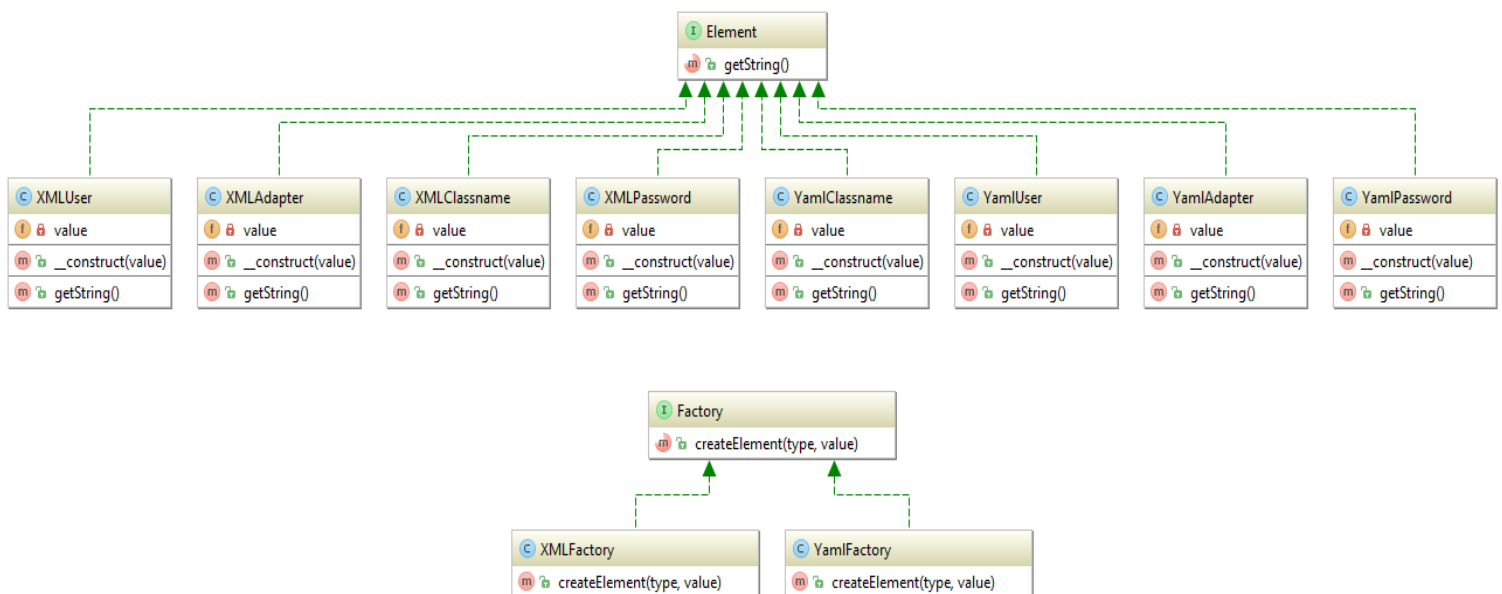 I Element
m getString()
C XMLUser
f value
m __construct(value)
m getString()
C XMLAdapter
f value
m __construct(value)
m getString()
C XMLClassname
f value
m __construct(value)
m getString()
C XMLPassword
f value
m __construct(value)
m getString()
C YamlClassname
f value
m __construct(value)
m getString()
C YamlUser
f value
m __construct(value)
m getString()
C YamlAdapter
f value
m __construct(value)
m getString()
C YamlPassword
f value
m __construct(value)
m getString()
I Factory
m createElement(type, value)
C XMLFactory
m createElement(type, value)
C YamlFactory
m createElement(type, value)